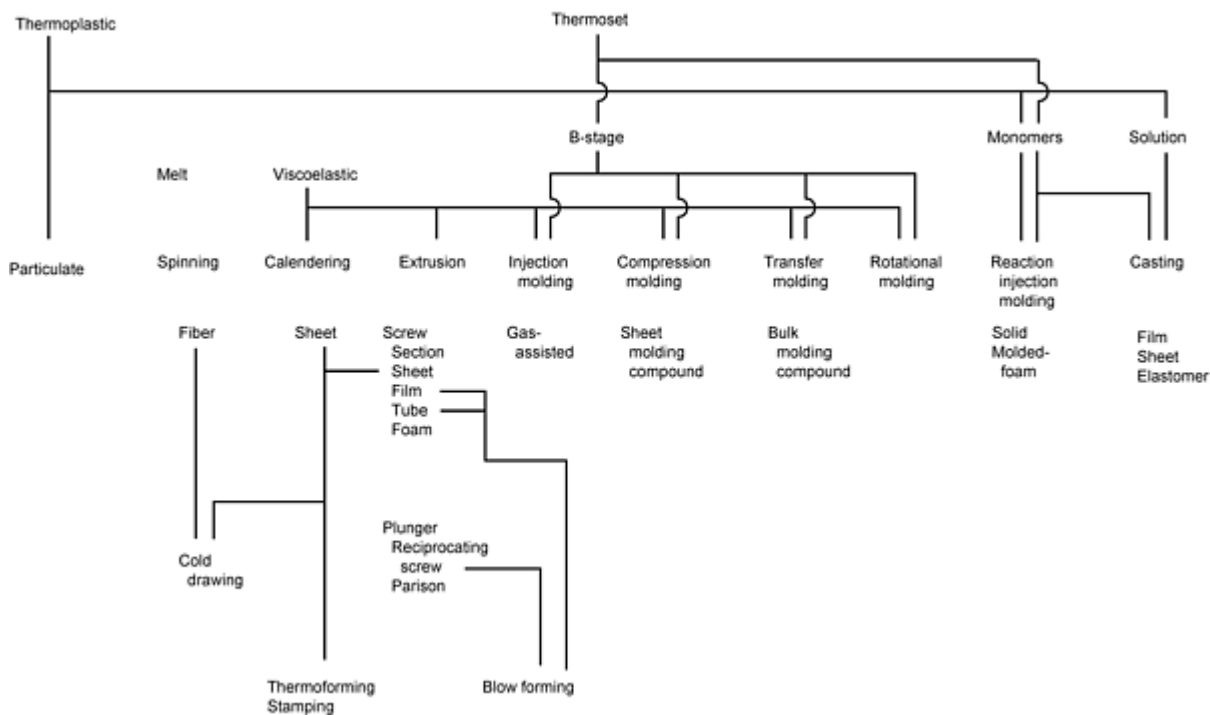 Thermoplastic
Thermoset
B-stage
Monomers
Solution
Melt
Viscoelastic
Particulate
Spinning
Calendering
Extrusion
Injection
molding
Compression
molding
Transfer
molding
Rotational
molding
Reaction
injection
molding
Casting
Fiber
Sheet
Screw
Section
Sheet
Film
Tube
Foam
Gas-
assisted
Sheet
molding
compound
Bulk
molding
compound
Solid
Molded-
foam
Film
Sheet
Elastomer
Cold
drawing
Plunger
Reciprocating
screw
Parison
Thermoforming
Stamping
Blow forming